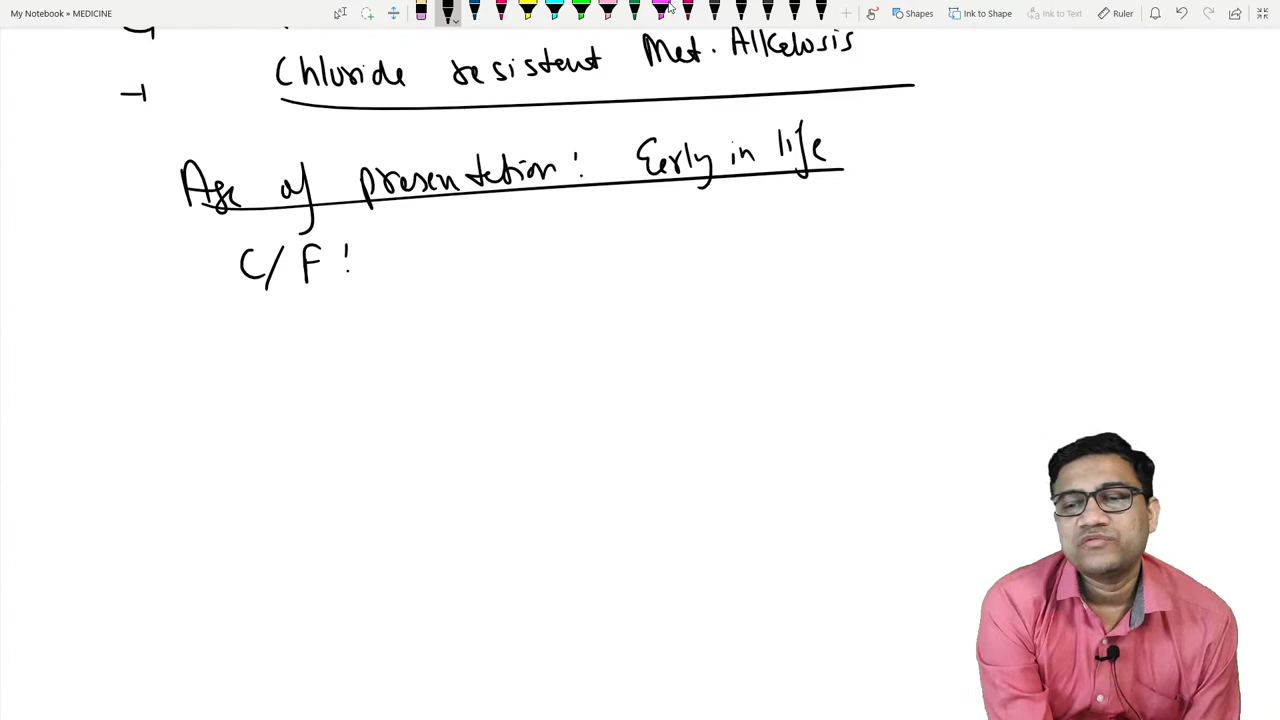 My Notebook » MEDICINE
Shapes Ink to Shape Ink to Text Ruler
Chloride resistent Met. Alkalosis
Age of presentation: Early in life
C/F: